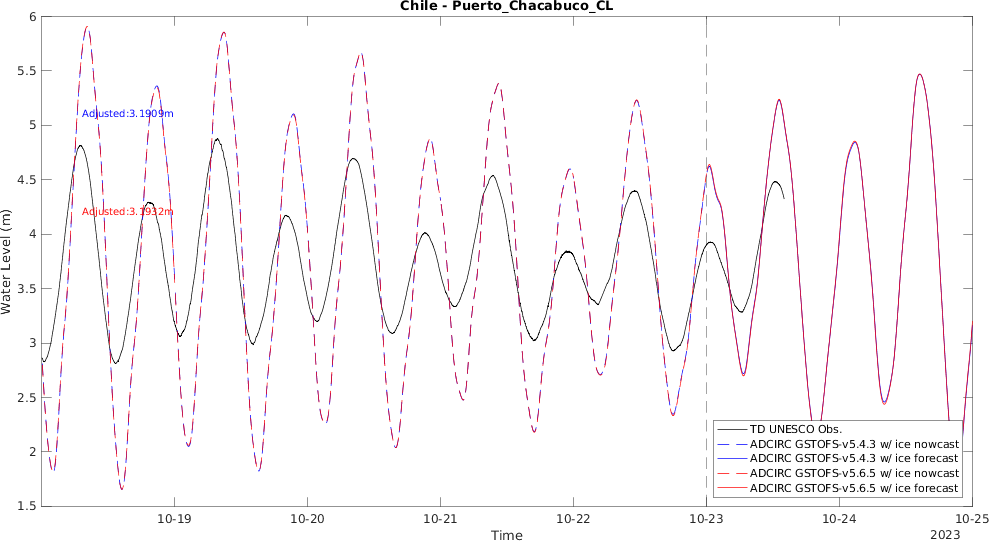 Chile - Puerto_Chacabuco_CL
6
5.5
5
4.5
4
3.5
3
2.5
2
1.5
Water Level (m)
Adjusted:3.1909m
Adjusted:3.1932m
TD UNESCO Obs.
ADCIRC GSTOFS-v5.4.3 w/ ice nowcast
ADCIRC GSTOFS-v5.4.3 w/ ice forecast
ADCIRC GSTOFS-v5.6.5 w/ ice nowcast
ADCIRC GSTOFS-v5.6.5 w/ ice forecast
10-19 10-20 10-21 10-22 10-23 10-24 10-25
Time
2023